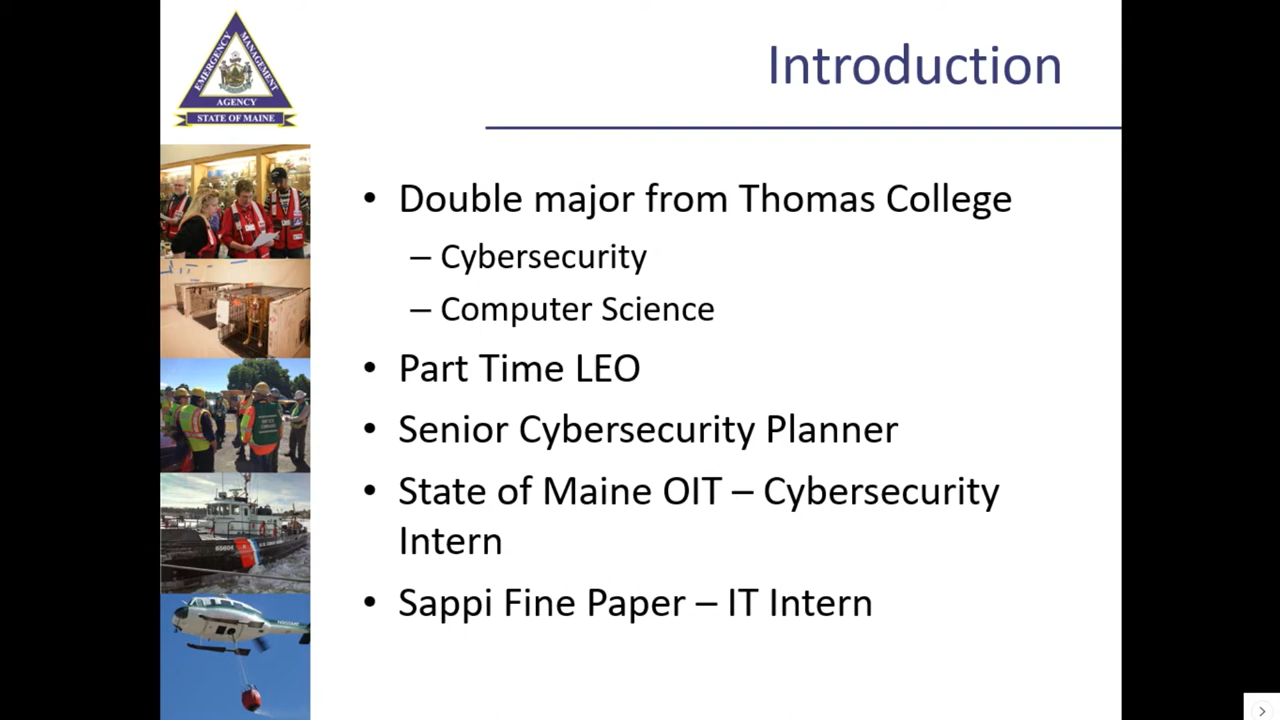 EMERGENCY
MANAGEMENT
AGENCY
STATE OF MAINE
Introduction
• Double major from Thomas College
– Cybersecurity
– Computer Science
• Part Time LEO
• Senior Cybersecurity Planner
• State of Maine OIT – Cybersecurity
Intern
• Sappi Fine Paper – IT Intern